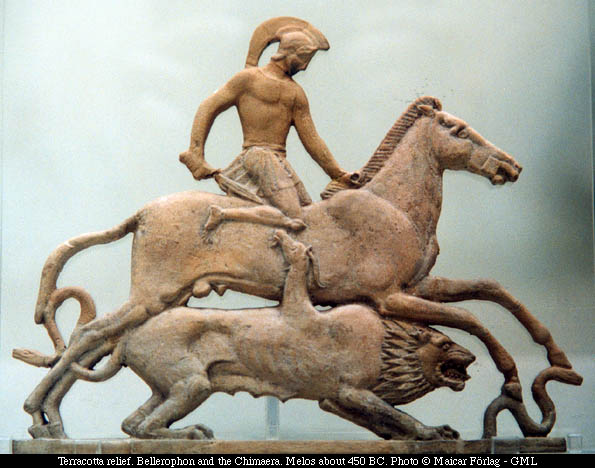 Terracotta relief. Bellerophon and the Chimaera. Melos about 450 BC. Photo © Maicar Förlag - GML